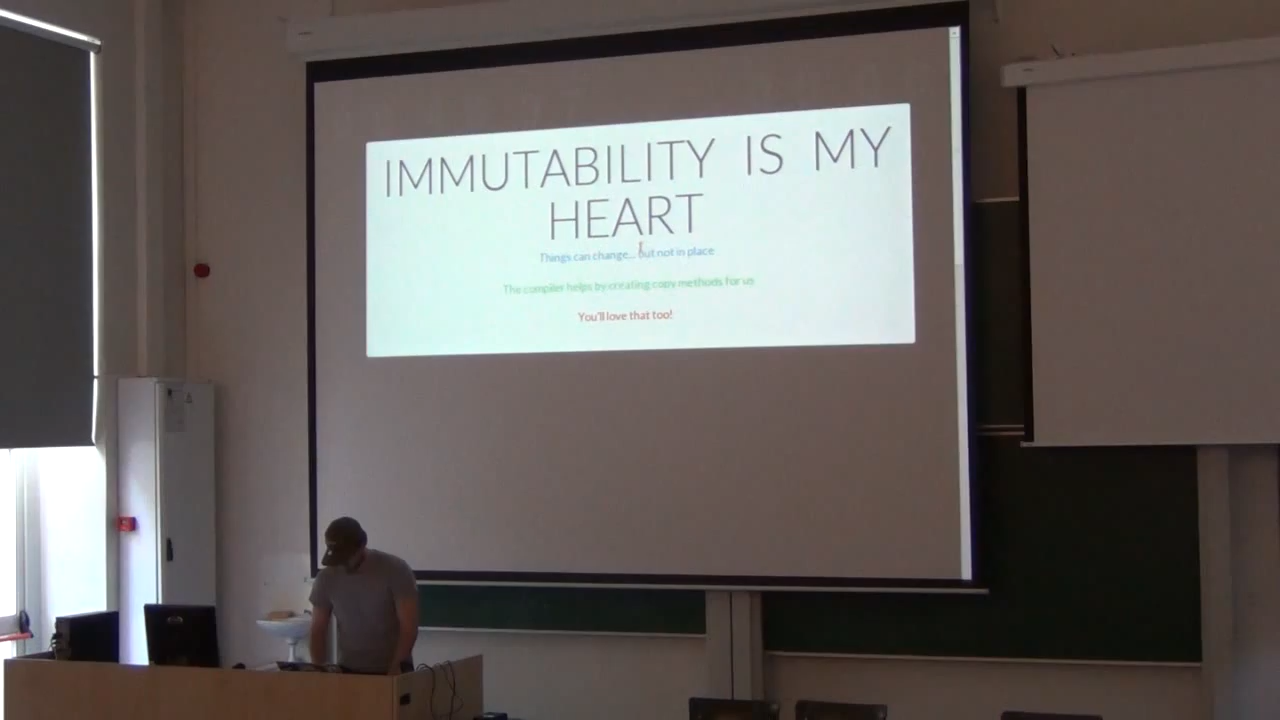 IMMUTABILITY IS MY
HEART
Things can change... but not in place
The compiler helps by creating copy methods for us
You'll love that too!